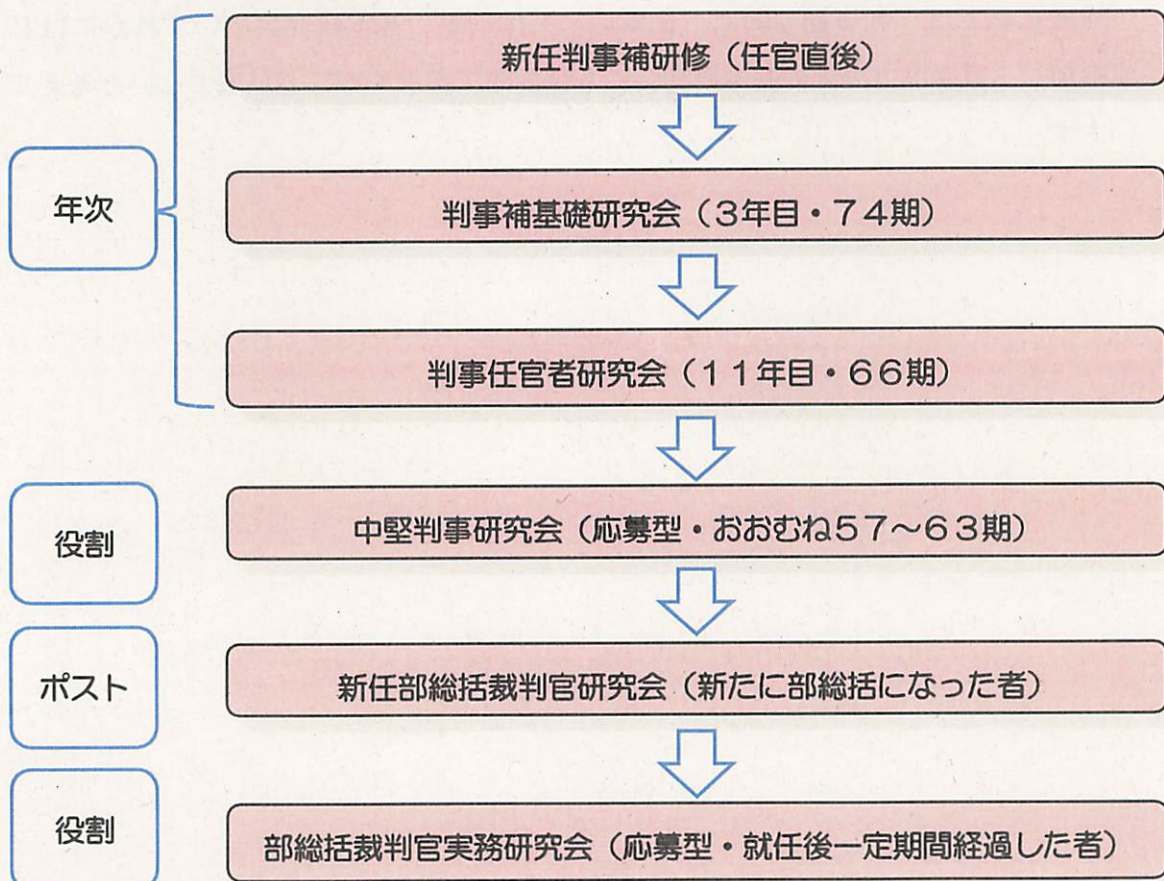 新任判事補研修（任官直後）
年次
判事補基礎研究会（３年目・７４期）
判事任官者研究会（１１年目・６６期）
役割
中堅判事研究会（応募型・おおむね５７～６３期）
ポスト
新任部総括裁判官研究会（新たに部総括になった者）
役割
部総括裁判官実務研究会（応募型・就任後一定期間経過した者）